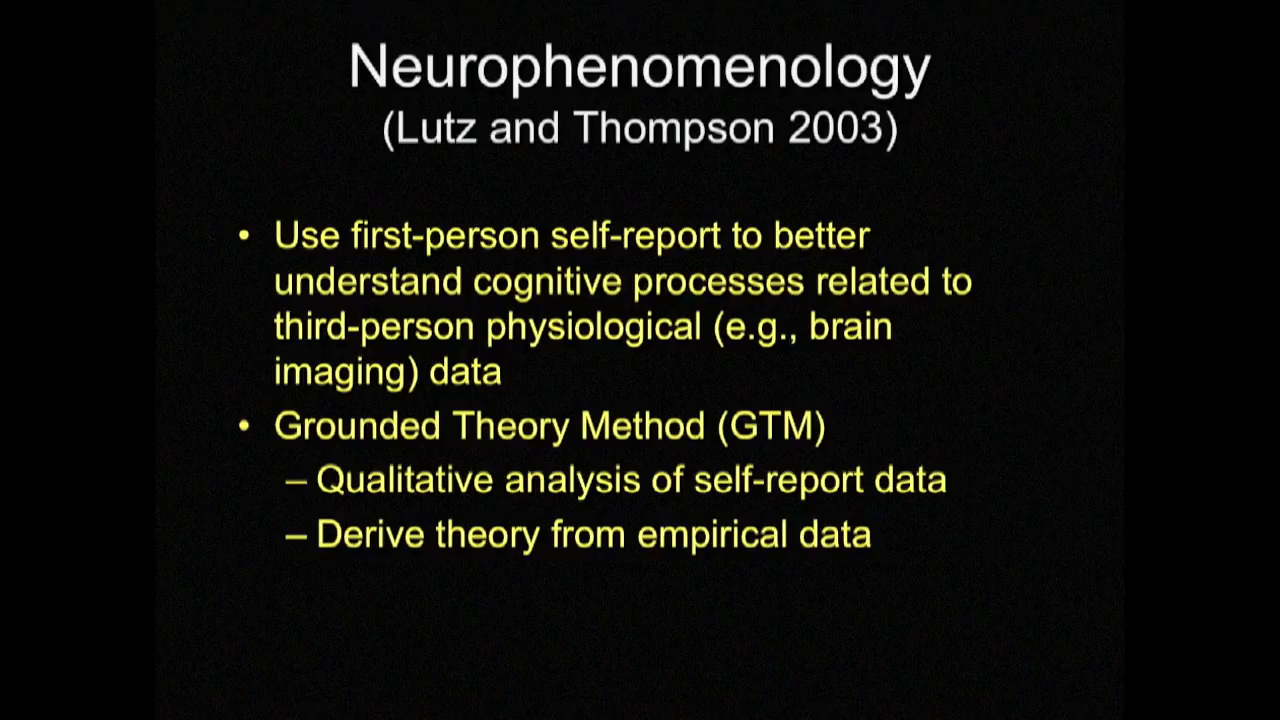 Neurophenomenology
(Lutz and Thompson 2003)
• Use first-person self-report to better
understand cognitive processes related to
third-person physiological (e.g., brain
imaging) data
• Grounded Theory Method (GTM)
– Qualitative analysis of self-report data
– Derive theory from empirical data